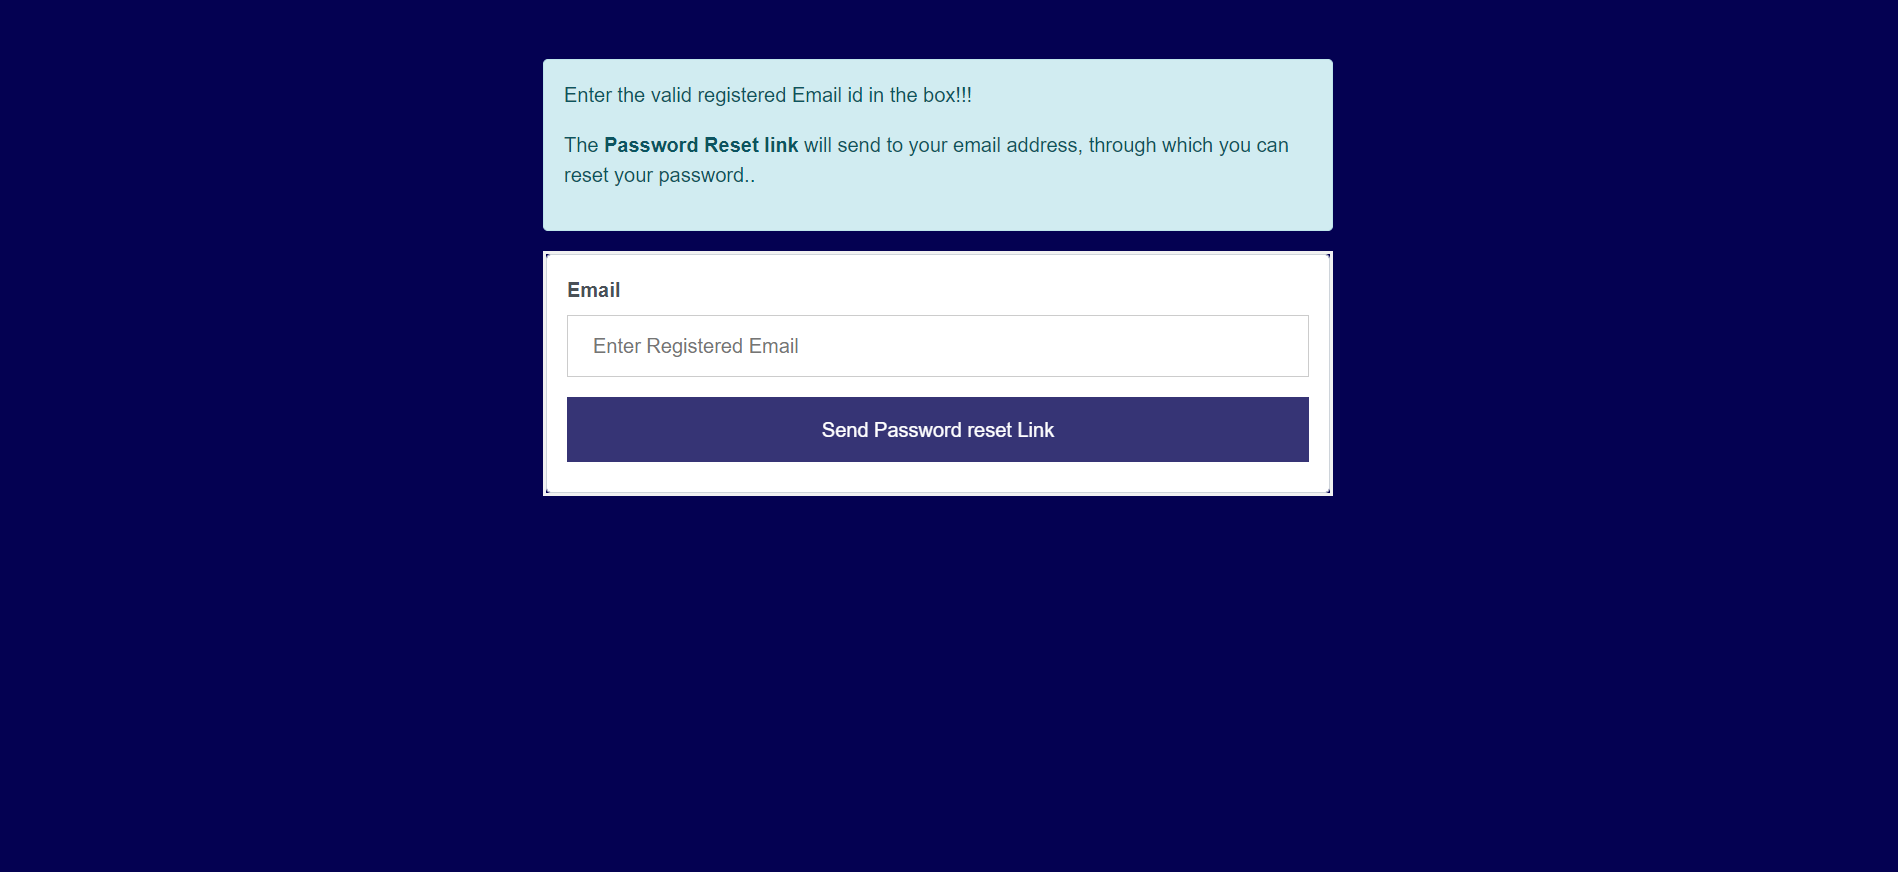 Enter the valid registered Email id in the box!!!
The Password Reset link will send to your email address, through which you can
reset your password..
Email
Enter Registered Email
Send Password reset Link